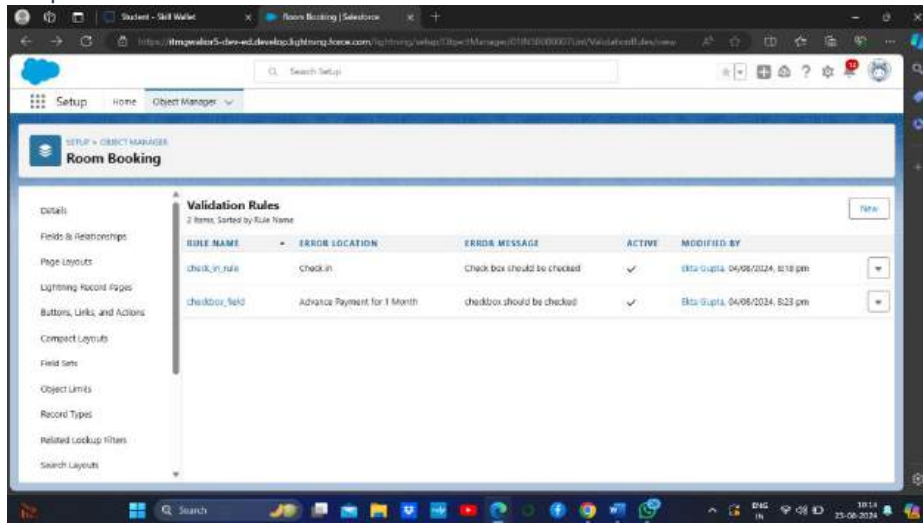 Student - Skill Wallet
Room Booking | Salesforce
Search Setup
Setup Home Object Manager
SETUP > OBJECT MANAGER
Room Booking
Details
Fields & Relationships
Page Layouts
Lightning Record Pages
Buttons, Links, and Actions
Compact Layouts
Field Sets
Object Limits
Record Types
Related Lookup Filters
Search Layouts
Validation Rules
2 Items, Sorted by Rule Name
New
RULE NAME ERROR LOCATION ERROR MESSAGE ACTIVE MODIFIED BY
check_in_rule Check in Check box should be checked Ekta Gupta, 04/08/2024, 8:18 pm
checkbox_field Advance Payment for 1 Month checkbox should be checked Ekta Gupta, 04/08/2024, 8:23 pm
Search
ENG
IN
10:14
23-08-2024